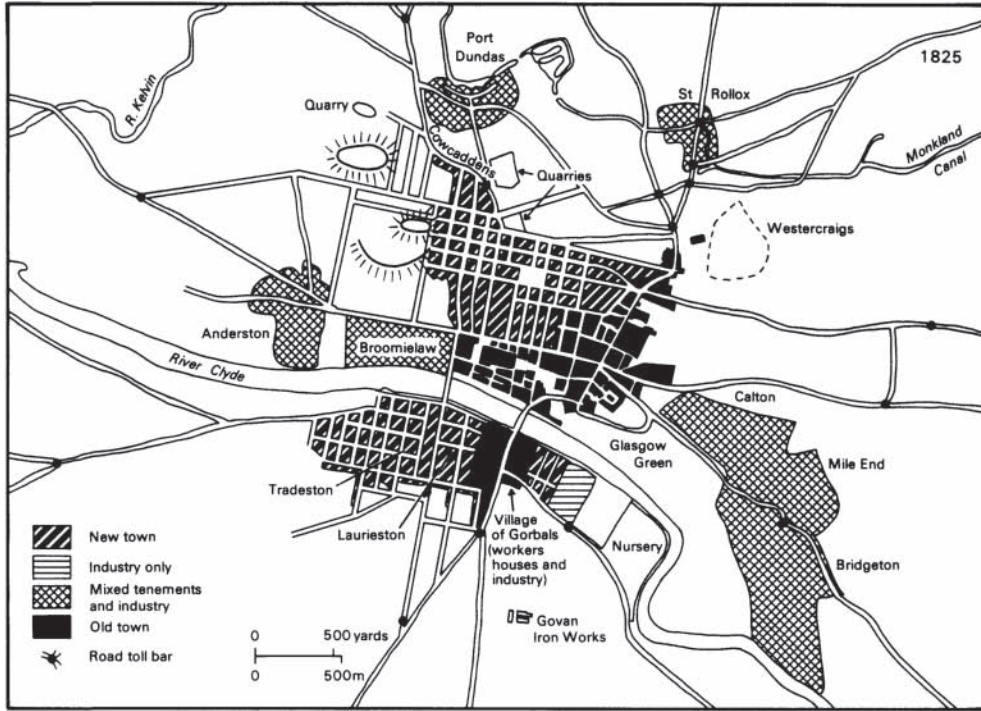 1825
Port
Dundas
R. Kelvin
Quarry
Cowcaddens
St Rollox
Monkland
Canal
Quarries
Westercraigs
Anderston
Broomielaw
River Clyde
Calton
Glasgow
Green
Mile End
Tradeston
Laurieston
Village
of Gorbals
(workers
houses and
industry)
Nursery
Bridgeton
Govan
Iron Works
New town
Industry only
Mixed tenements
and industry
Old town
Road toll bar
0 500 yards
0 500m